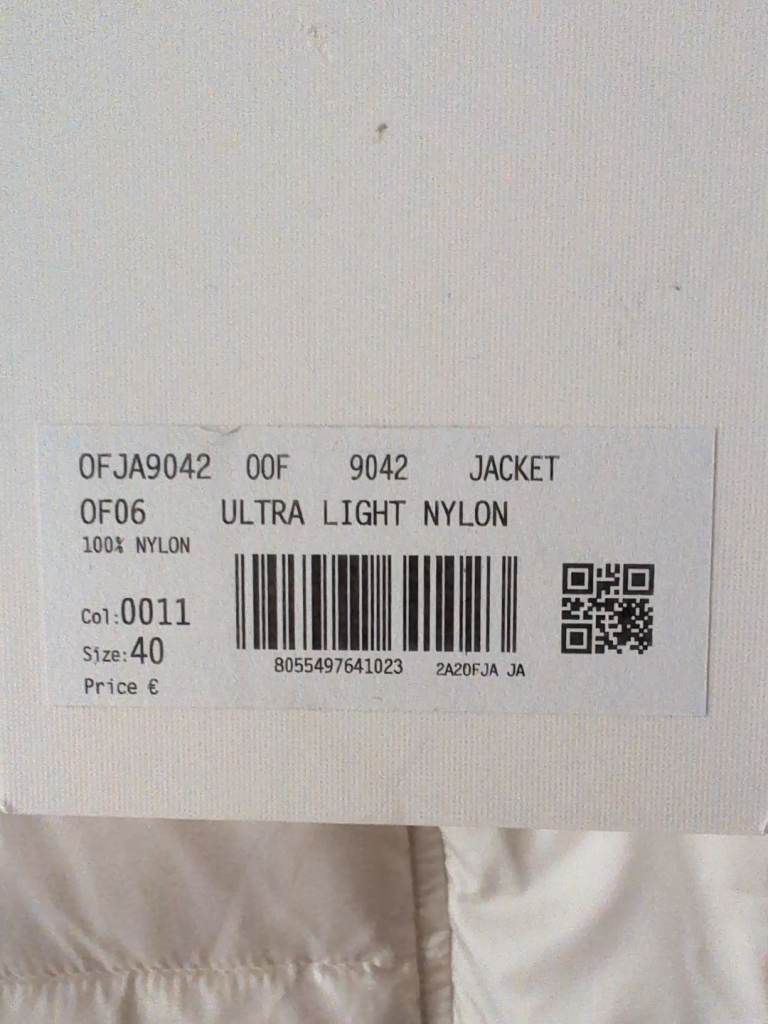 OFJA9042 00F 9042 JACKET
OF06 ULTRA LIGHT NYLON
100% NYLON
Col:0011
Size:40
8055497641023 2A20FJA JA
Price €